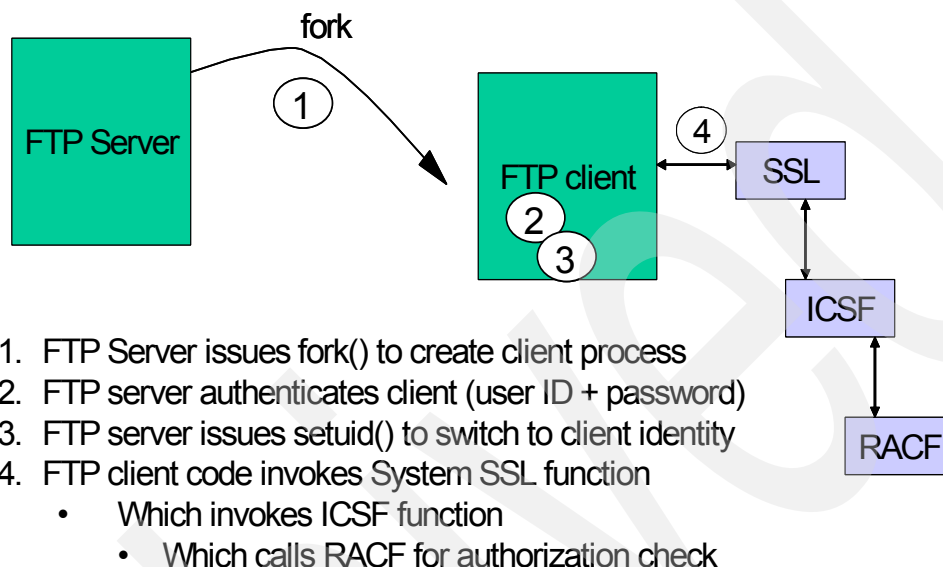 fork
1
FTP Server
4
FTP client
SSL
2
3
ICSF
1. FTP Server issues fork() to create client process
2. FTP server authenticates client (user ID + password)
3. FTP server issues setuid() to switch to client identity
RACF
4. FTP client code invokes System SSL function
• Which invokes ICSF function
• Which calls RACF for authorization check